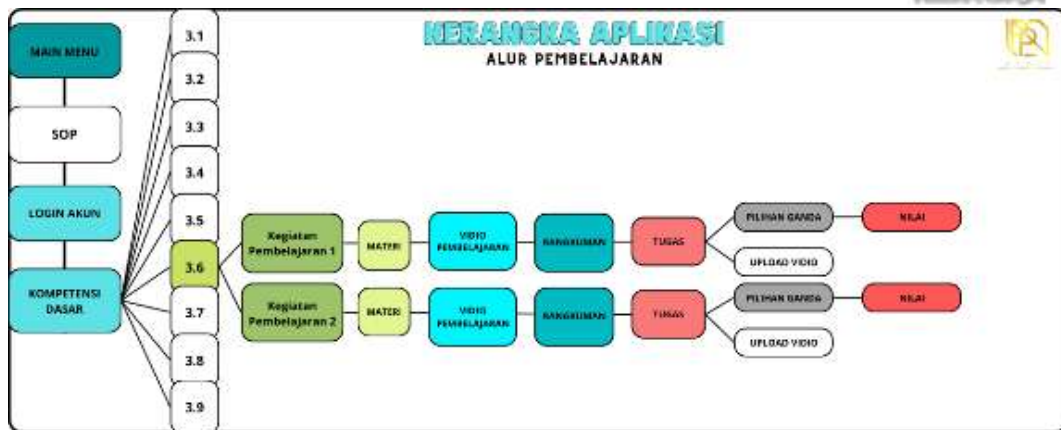 KERANGKA APLIKASI
ALUR PEMBELAJARAN
MAIN MENU
SOP
LOGIN AKUN
KOMPETENSI
DASAR
3.1
3.2
3.3
3.4
3.5
3.6
3.7
3.8
3.9
Kegiatan
Pembelajaran 1
MATERI
VIDIO
PEMBELAJARAN
RANGKUMAN
TUGAS
PILIHAN GANDA
NILAI
UPLOAD VIDIO
Kegiatan
Pembelajaran 2
MATERI
VIDIO
PEMBELAJARAN
RANGKUMAN
TUGAS
PILIHAN GANDA
NILAI
UPLOAD VIDIO